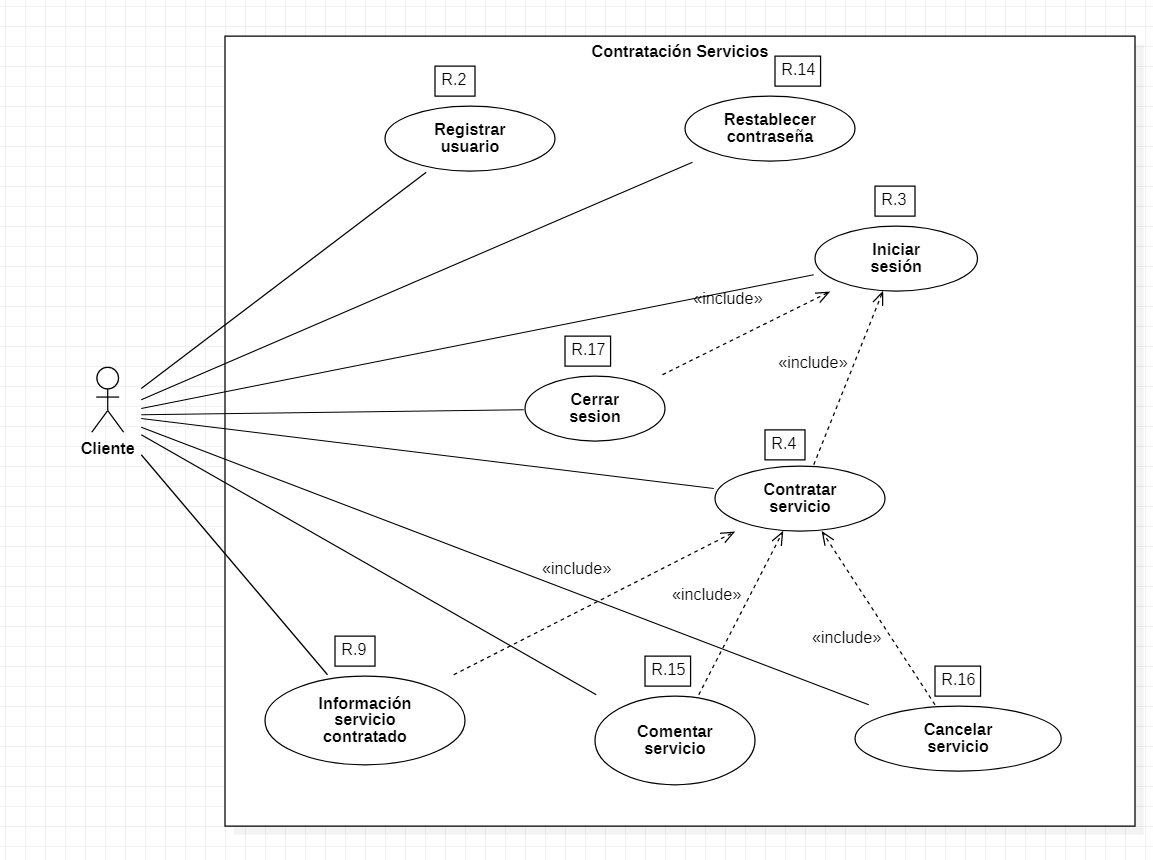 Contratación Servicios
R.2
R.14
Registrar
usuario
Restablecer
contraseña
R.3
Iniciar
sesión
«include»
R.17
«include»
Cerrar
sesion
Cliente
R.4
Contratar
servicio
«include»
«include»
«include»
R.9
R.15
R.16
Información
servicio
contratado
Comentar
servicio
Cancelar
servicio